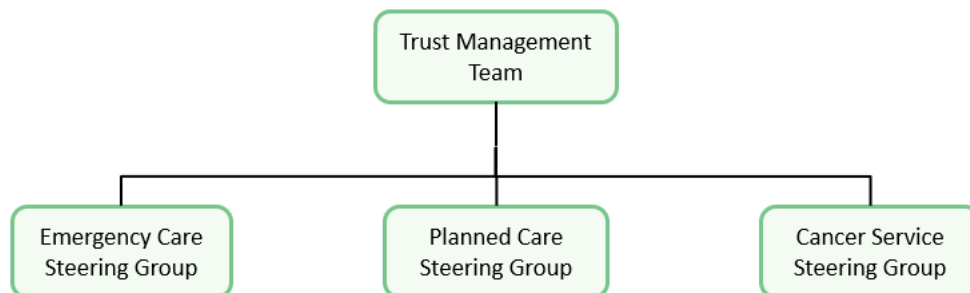 Trust Management
Team
Emergency Care
Steering Group
Planned Care
Steering Group
Cancer Service
Steering Group